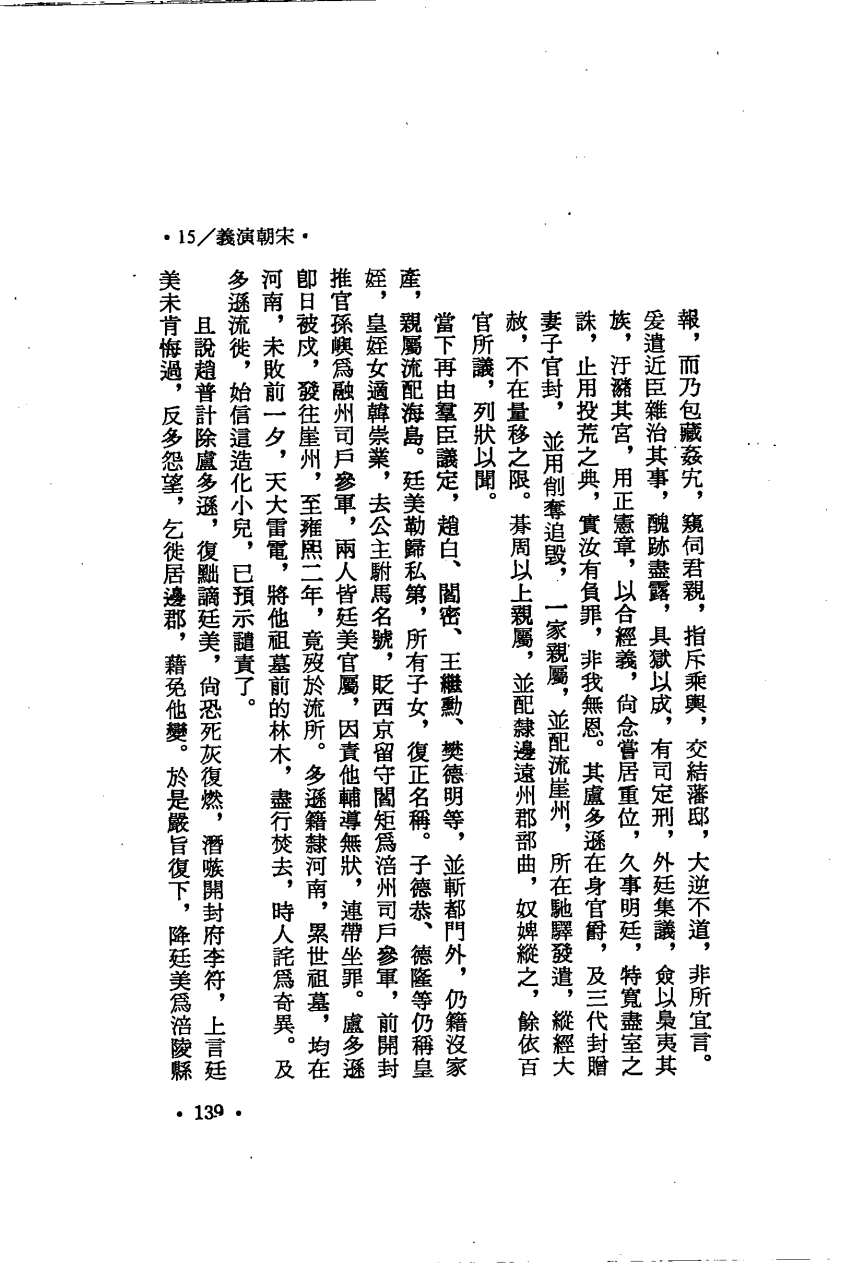 ·15/義演朝宋·
報，而乃包藏姦宄，窺伺君親，指斥乘輿，交結藩邸，大逆不道，非所宜言。
爰遣近臣雜治其事，醜跡盡露，具獄以成，有司定刑，外廷集議，僉以梟夷其
族，汙瀦其宮，用正憲章，以合經義，尙念嘗居重位，久事明廷，特寬盡室之
誅，止用投荒之典，實汝有負罪，非我無恩。其盧多遜在身官爵，及三代封贈
妻子官封，並用削奪追毀，一家親屬，並配流崖州，所在馳驛發遣，縱經大
赦，不在量移之限。朞周以上親屬，並配隸邊遠州郡部曲，奴婢縱之，餘依百
官所議，列狀以聞。
當下再由羣臣議定，趙白、閻密、王繼勳、樊德明等，並斬都門外，仍籍沒家
產，親屬流配海島。廷美勒歸私第，所有子女，復正名稱。子德恭、德隆等仍稱皇
姪，皇姪女適韓崇業，去公主駙馬名號，貶西京留守閻矩爲涪州司戶參軍，前開封
推官孫嶼爲融州司戶參軍，兩人皆廷美官屬，因責他輔導無狀，連帶坐罪。盧多遜
卽日被戍，發往崖州，至雍熙二年，竟歿於流所。多遜籍隸河南，累世祖墓，均在
河南，未敗前一夕，天大雷電，將他祖墓前的林木，盡行焚去，時人詫爲奇異。及
多遜流徙，始信這造化小兒，已預示譴責了。
且說趙普計除盧多遜，復黜謫廷美，尙恐死灰復燃，潛嗾開封府李符，上言廷
美未肯悔過，反多怨望，乞徙居邊郡，藉免他變。於是嚴旨復下，降廷美爲涪陵縣
·139·